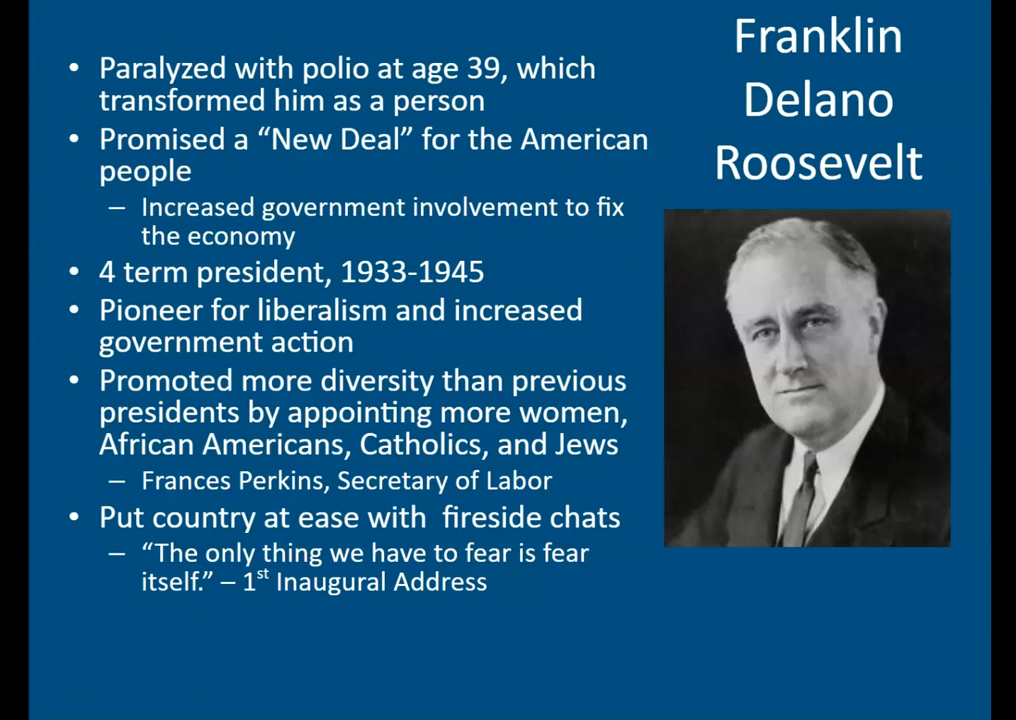 Franklin
Delano
Roosevelt
• Paralyzed with polio at age 39, which
transformed him as a person
• Promised a “New Deal” for the American
people
– Increased government involvement to fix
the economy
• 4 term president, 1933-1945
• Pioneer for liberalism and increased
government action
• Promoted more diversity than previous
presidents by appointing more women,
African Americans, Catholics, and Jews
– Frances Perkins, Secretary of Labor
• Put country at ease with  fireside chats
– “The only thing we have to fear is fear
itself.” – 1st Inaugural Address